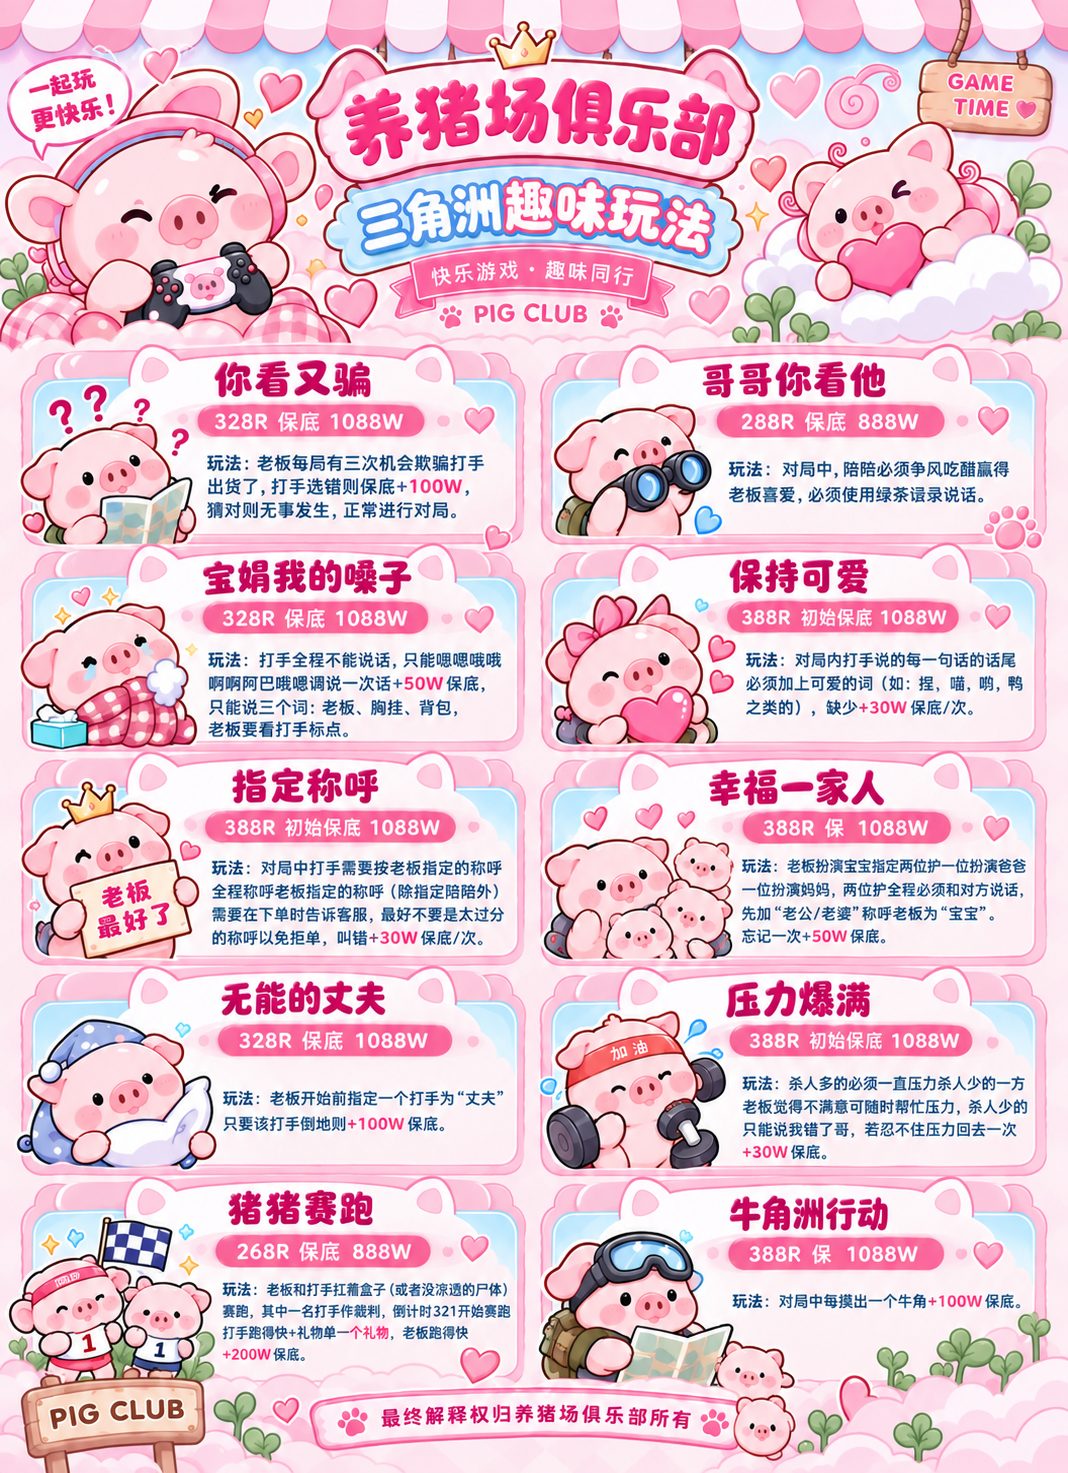 一起玩
更快乐!
养猪场俱乐部
GAME
TIME
三角洲趣味玩法
快乐游戏·趣味同行
PIG CLUB
你看又骗
328R 保底 1088W
玩法：老板每局有三次机会欺骗打手
出货了，打手选错则保底+100W，
猜对则无事发生，正常进行对局。
哥哥你看他
288R 保底 888W
玩法：对局中，陪陪必须争风吃醋赢得
老板喜爱，必须使用绿茶语录说话。
宝娟我的嗓子
328R 保底 1088W
玩法：打手全程不能说话，只能嗯嗯哦哦
啊啊阿巴哦嗯调说一次话+50W保底，
只能说三个词：老板、胸挂、背包，
老板要看打手标点。
保持可爱
388R 初始保底 1088W
玩法：对局内打手说的每一句话的话尾
必须加上可爱的词（如：捏，喵，哟，鸭
之类的），缺少+30W保底/次。
指定称呼
388R 初始保底 1088W
玩法：对局中打手需要按老板指定的称呼
全程称呼老板指定的称呼（除指定陪陪外）
需要在下单时告诉客服，最好不要是太过分
的称呼以免拒单，叫错+30W保底/次。
老板
最好了
幸福一家人
388R 保 1088W
玩法：老板扮演宝宝指定两位护一位扮演爸爸
一位扮演妈妈，两位护全程必须和对方说话，
先加“老公/老婆”称呼老板为“宝宝”。
忘记一次+50W保底。
无能的丈夫
328R 保底 1088W
玩法：老板开始前指定一个打手为“丈夫”
只要该打手倒地则+100W保底。
压力爆满
388R 初始保底 1088W
加油
玩法：杀人多的必须一直压力杀人少的一方
老板觉得不满意可随时帮忙压力，杀人少的
只能说我错了哥，若忍不住压力回去一次
+30W保底。
猪猪赛跑
268R 保底 888W
玩法：老板和打手扛着盒子（或者没凉透的尸体）
赛跑，其中一名打手作裁判，倒计时321开始赛跑
打手跑得快+礼物单一个礼物，老板跑得快
+200W保底。
1
1
牛角洲行动
388R 保 1088W
玩法：对局中每摸出一个牛角+100W保底。
PIG CLUB
最终解释权归养猪场俱乐部所有